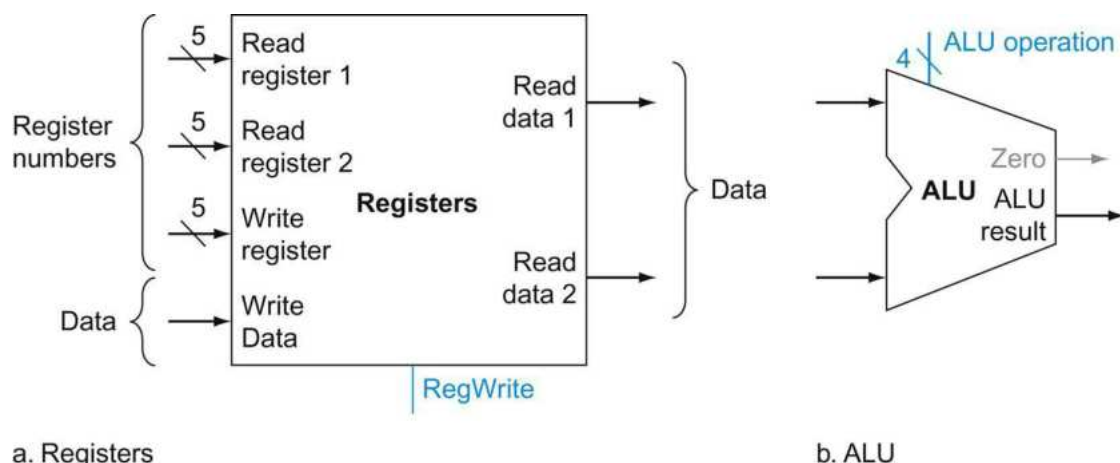 5
Read
register 1
5
Read
register 2
Register
numbers
5
Write
register
Registers
Data
Write
Data
Read
data 1
Read
data 2
Data
RegWrite
4
ALU operation
Zero
ALU
ALU
result
a. Registers
b. ALU